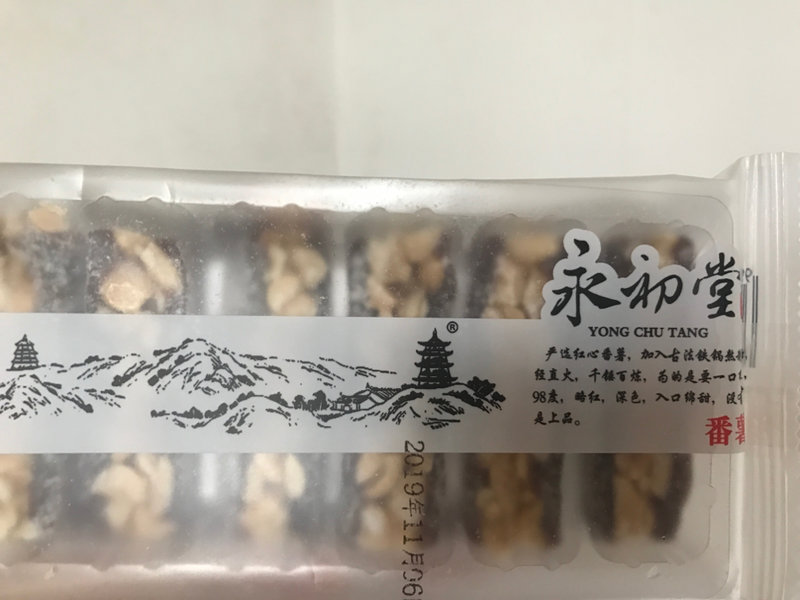 永初堂
YONG CHU TANG
®
严选红心番薯，加入古法铁锅熬
经直火，千锤百炼，为的是要一口
98度，暗红，深色，入口绵甜，没有
是上品。
番薯
2019年11月06